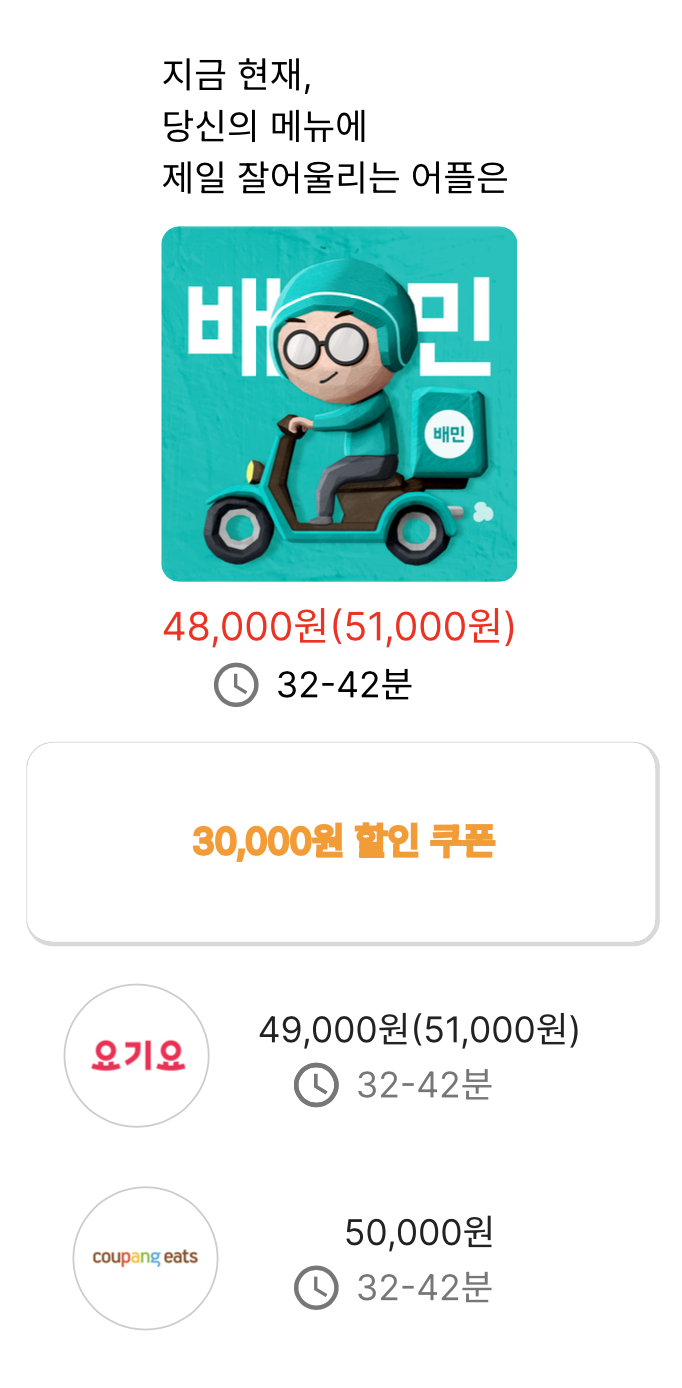 지금 현재,
당신의 메뉴에
제일 잘어울리는 어플은
배민
배민
48,000원(51,000원)
32-42분
30,000원 할인 쿠폰
요기요
49,000원(51,000원)
32-42분
coupang eats
50,000원
32-42분